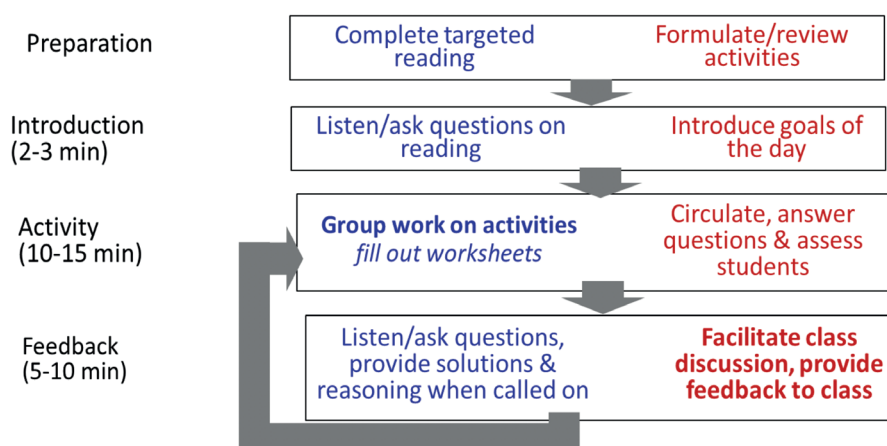 Preparation
Complete targeted
reading
Formulate/review
activities
Introduction
(2-3 min)
Listen/ask questions on
reading
Introduce goals of
the day
Activity
(10-15 min)
Group work on activities
fill out worksheets
Circulate, answer
questions & assess
students
Feedback
(5-10 min)
Listen/ask questions,
provide solutions &
reasoning when called on
Facilitate class
discussion, provide
feedback to class